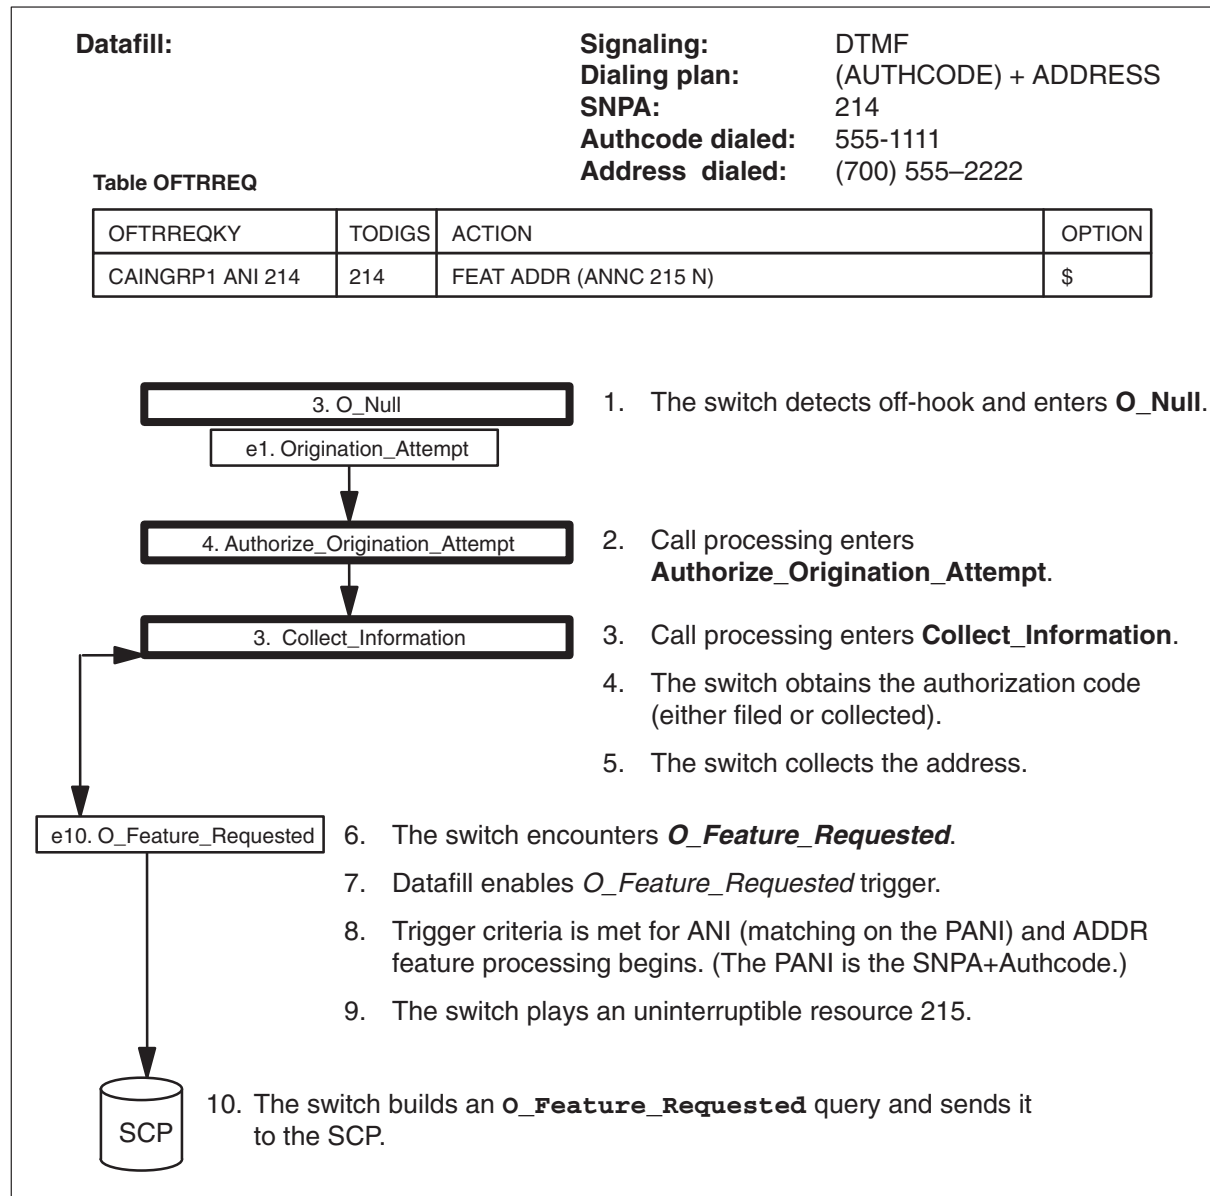 Datafill:
Signaling: DTMF
Dialing plan: (AUTHCODE) + ADDRESS
SNPA: 214
Authcode dialed: 555-1111
Address dialed: (700) 555–2222
Table OFTRREQ
OFTRREQKY TODIGS ACTION OPTION
CAINGRP1 ANI 214 214 FEAT ADDR (ANNC 215 N) $
3. O_Null
1. The switch detects off-hook and enters O_Null.
e1. Origination_Attempt
4. Authorize_Origination_Attempt
2. Call processing enters
Authorize_Origination_Attempt.
3. Collect_Information
3. Call processing enters Collect_Information.
4. The switch obtains the authorization code
(either filed or collected).
5. The switch collects the address.
e10. O_Feature_Requested
6. The switch encounters O_Feature_Requested.
7. Datafill enables O_Feature_Requested trigger.
8. Trigger criteria is met for ANI (matching on the PANI) and ADDR
feature processing begins. (The PANI is the SNPA+Authcode.)
9. The switch plays an uninterruptible resource 215.
SCP
10. The switch builds an O_Feature_Requested query and sends it
to the SCP.